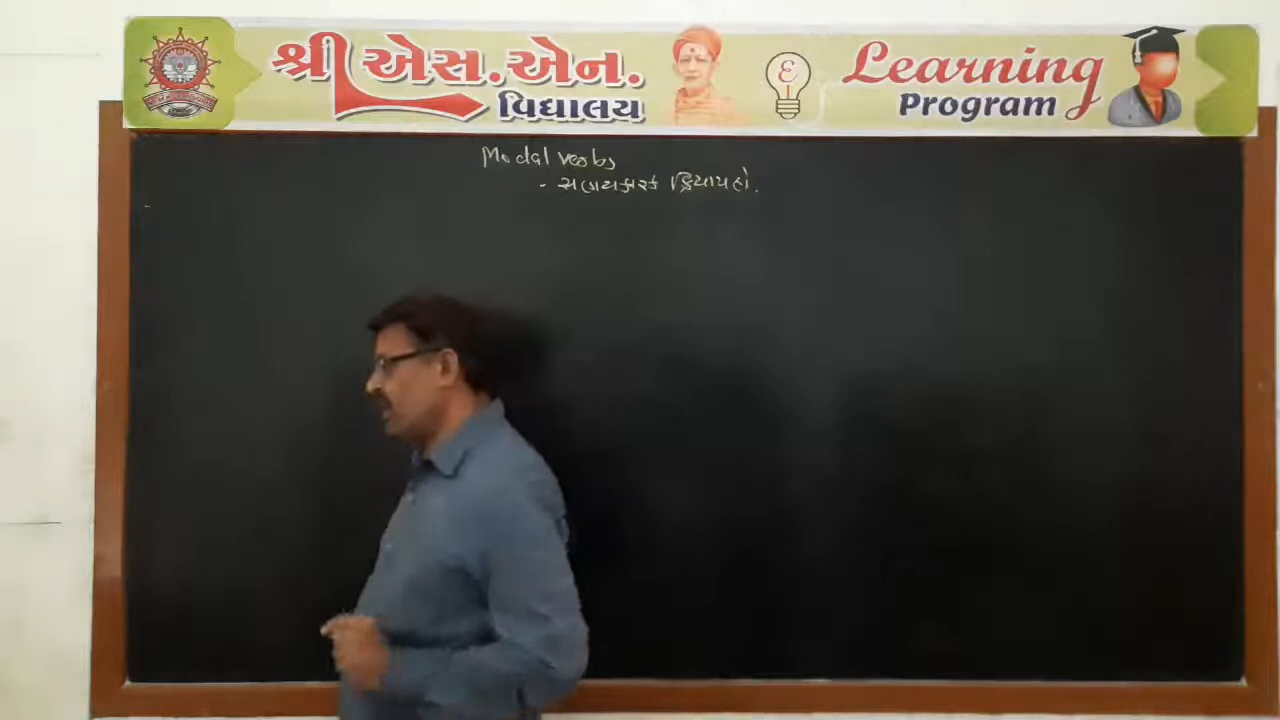 શ્રી એસ.એન.
વિદ્યાલય
Learning
Program
Modal verbs
- સહાયકારક ક્રિયાપદો.